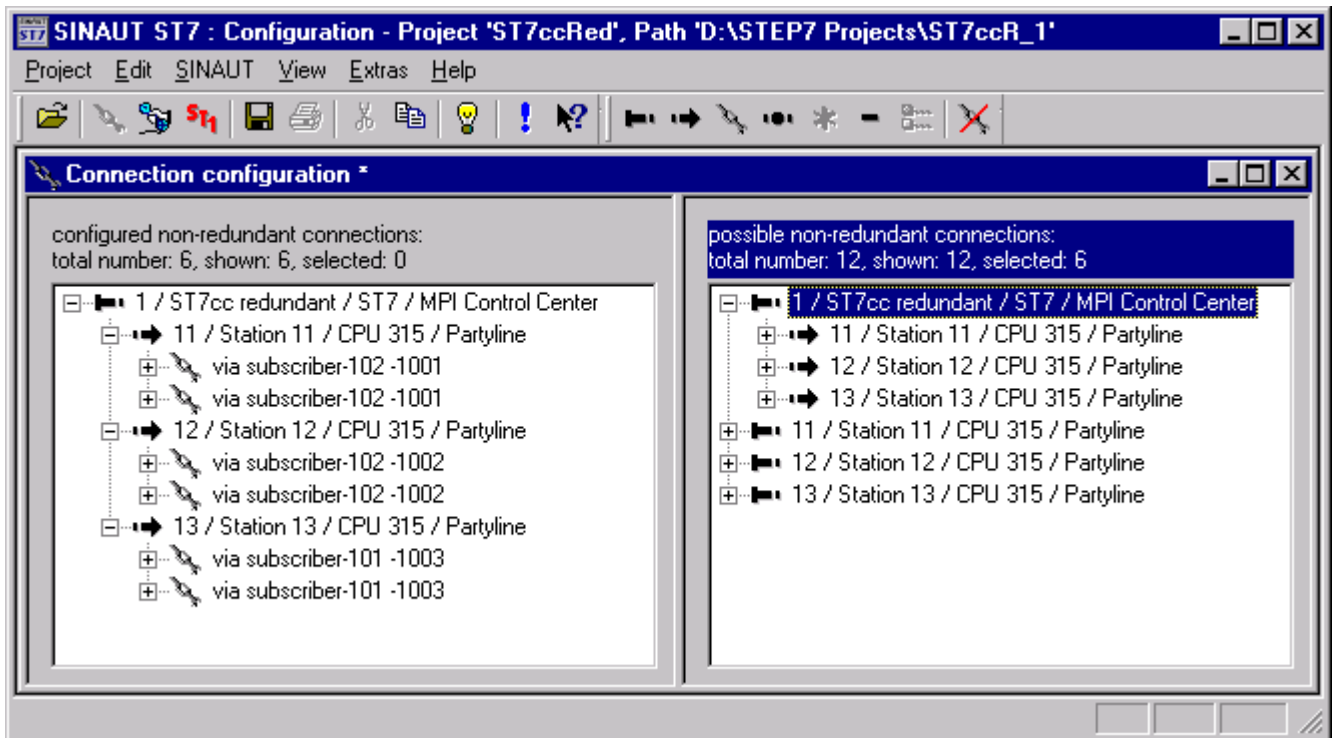 SINAUT ST7 : Configuration - Project 'ST7ccRed', Path 'D:\STEP7 Projects\ST7ccR_1'
Project Edit SINAUT View Extras Help
Connection configuration *
configured non-redundant connections:
total number: 6, shown: 6, selected: 0
1 / ST7cc redundant / ST7 / MPI Control Center
11 / Station 11 / CPU 315 / Partyline
via subscriber-102 -1001
via subscriber-102 -1001
12 / Station 12 / CPU 315 / Partyline
via subscriber-102 -1002
via subscriber-102 -1002
13 / Station 13 / CPU 315 / Partyline
via subscriber-101 -1003
via subscriber-101 -1003
possible non-redundant connections:
total number: 12, shown: 12, selected: 6
1 / ST7cc redundant / ST7 / MPI Control Center
11 / Station 11 / CPU 315 / Partyline
12 / Station 12 / CPU 315 / Partyline
13 / Station 13 / CPU 315 / Partyline
11 / Station 11 / CPU 315 / Partyline
12 / Station 12 / CPU 315 / Partyline
13 / Station 13 / CPU 315 / Partyline